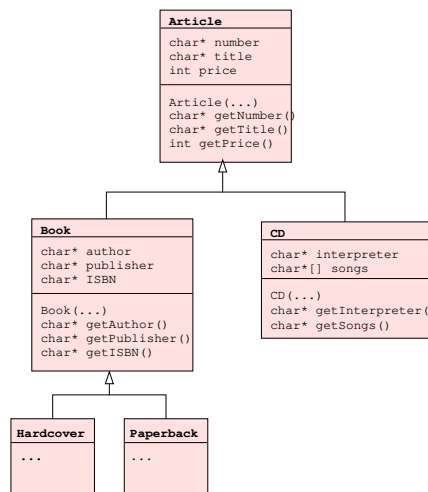 Article
char* number
char* title
int price
Article(...)
char* getNumber()
char* getTitle()
int getPrice()
Book
char* author
char* publisher
char* ISBN
Book(...)
char* getAuthor()
char* getPublisher()
char* getISBN()
CD
char* interpreter
char*[] songs
CD(...)
char* getInterpreter(
char* getSongs()
Hardcover
...
Paperback
...